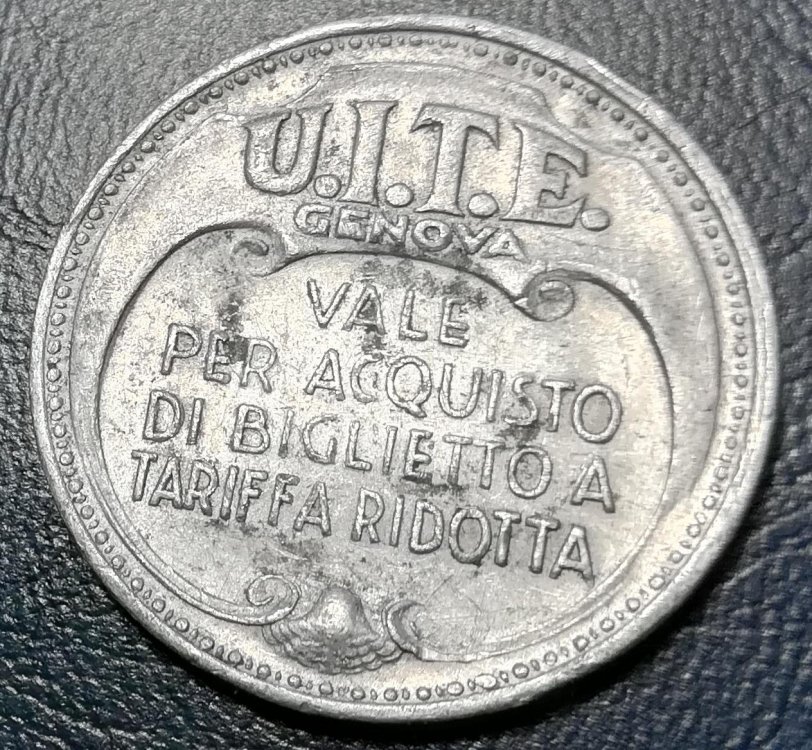 U.I.T.E.
GENOVA
VALE
PER ACQUISTO
DI BIGLIETTO A
TARIFFA RIDOTTA